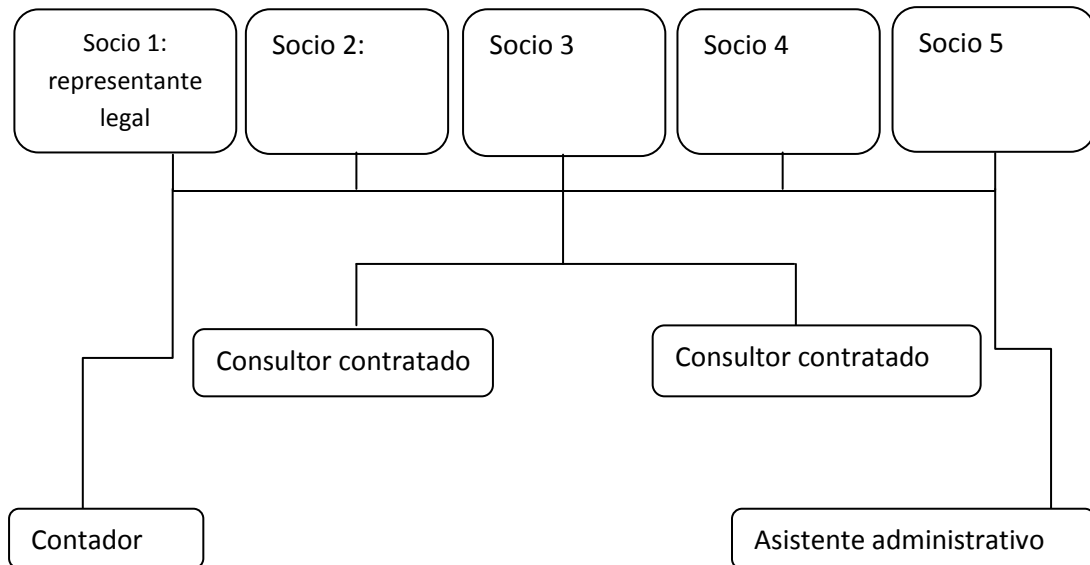 Socio 1:
representante
legal
Socio 2:
Socio 3
Socio 4
Socio 5
Consultor contratado
Consultor contratado
Contador
Asistente administrativo